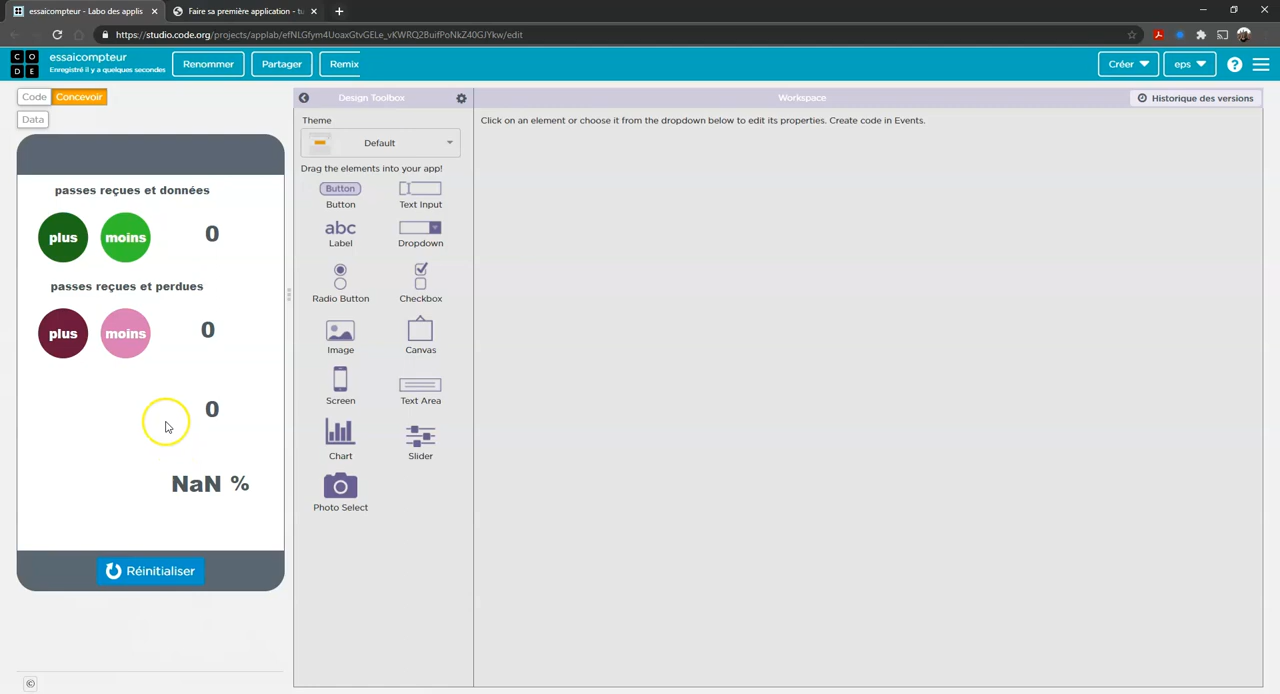 essaicompteur - Labo des applis
Faire sa première application - tu
https://studio.code.org/projects/applab/efNLGfym4UoaxGtvGELe_vKWRQ2BuifPoNkZ40GJYkw/edit
CO
DE
essaicompteur
Enregistré il y a quelques secondes
Renommer
Partager
Remix
Créer
eps
?
Code
Concevoir
Data
Design Toolbox
Workspace
Historique des versions
Theme
Default
Click on an element or choose it from the dropdown below to edit its properties. Create code in Events.
Drag the elements into your app!
Button
Button
Text Input
abc
Label
Dropdown
Radio Button
Checkbox
Image
Canvas
Screen
Text Area
Chart
Slider
Photo Select
passes reçues et données
plus
moins
0
passes reçues et perdues
plus
moins
0
0
NaN %
Réinitialiser
©